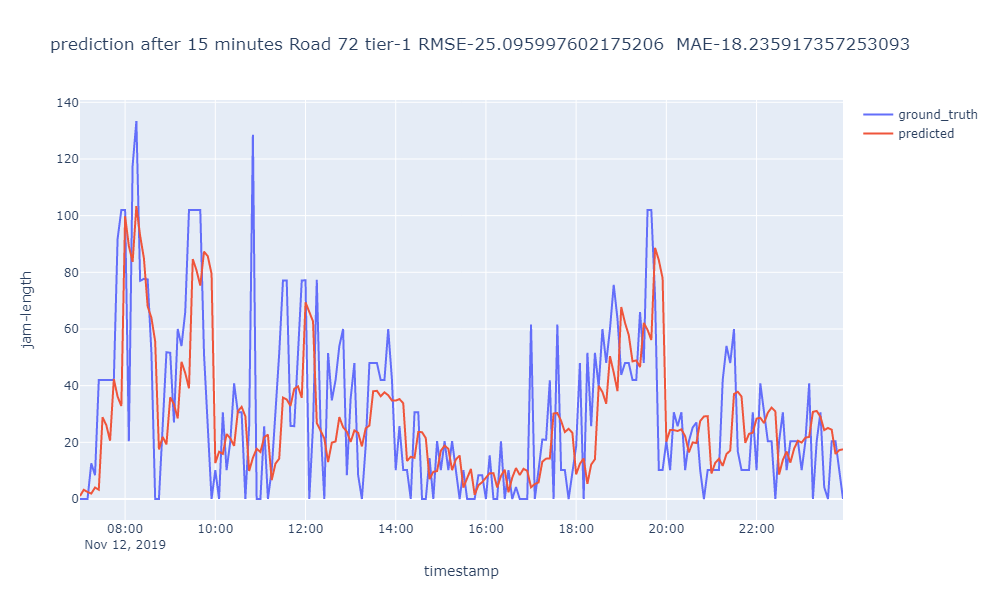 prediction after 15 minutes Road 72 tier-1 RMSE-25.095997602175206  MAE-18.235917357253093
ground_truth
predicted
jam-length
140
120
100
80
60
40
20
0
08:00 10:00 12:00 14:00 16:00 18:00 20:00 22:00
Nov 12, 2019
timestamp